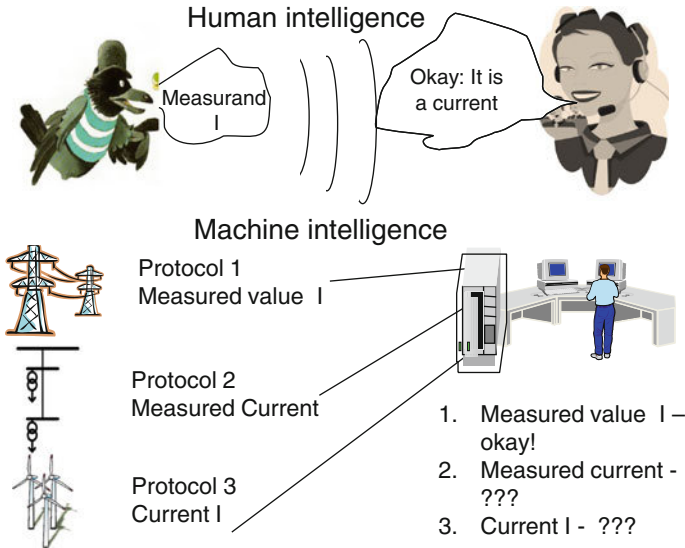 Human intelligence
Measurand
I
Okay: It is
a current
Machine intelligence
Protocol 1
Measured value I
Protocol 2
Measured Current
Protocol 3
Current I
1. Measured value I –
okay!
2. Measured current -
???
3. Current I - ???